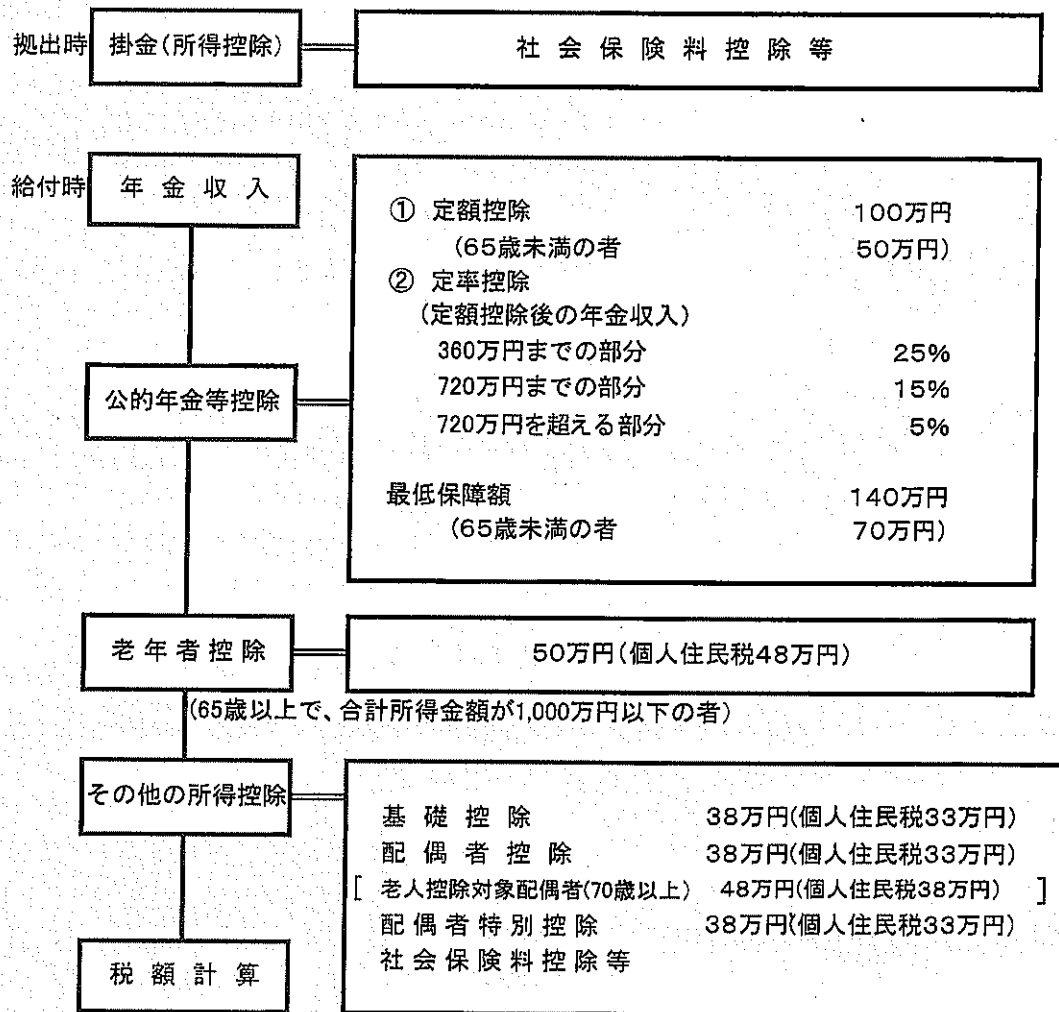 拠出時 掛金(所得控除) 社会保険料控除等
給付時 年金収入
① 定額控除 100万円
(65歳未満の者 50万円)
② 定率控除
(定額控除後の年金収入)
360万円までの部分 25%
公的年金等控除 720万円までの部分 15%
720万円を超える部分 5%
最低保障額 140万円
(65歳未満の者 70万円)
老年者控除 50万円(個人住民税48万円)
(65歳以上で、合計所得金額が1,000万円以下の者)
その他の所得控除
基礎控除 38万円(個人住民税33万円)
配偶者控除 38万円(個人住民税33万円)
[ 老人控除対象配偶者(70歳以上) 48万円(個人住民税38万円) ]
配偶者特別控除 38万円(個人住民税33万円)
社会保険料控除等
税額計算